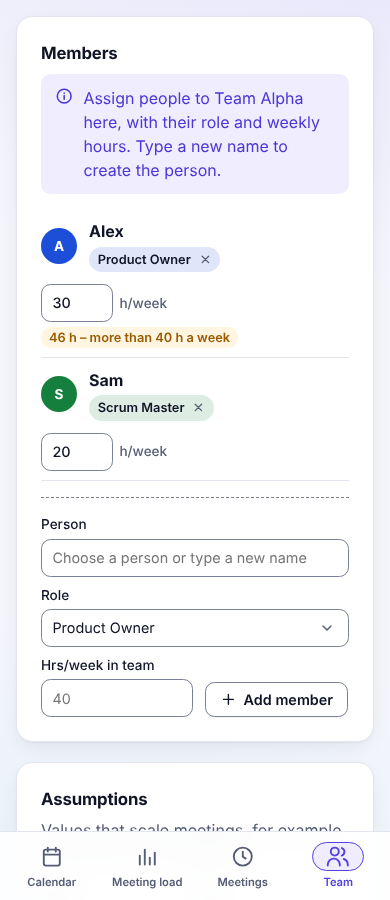 Members
Assign people to Team Alpha
here, with their role and weekly
hours. Type a new name to
create the person.
A
Alex
Product Owner
30
h/week
46 h – more than 40 h a week
S
Sam
Scrum Master
20
h/week
Person
Choose a person or type a new name
Role
Product Owner
Hrs/week in team
40
Add member
Assumptions
Values that scale meetings, for example
Calendar
Meeting load
Meetings
Team